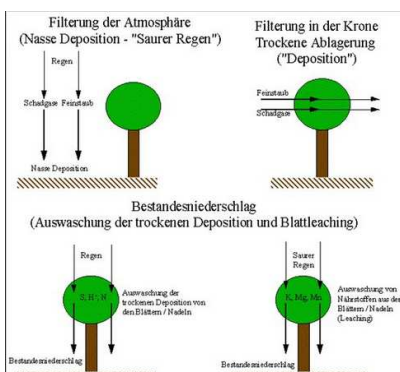 Filterung der Atmosphäre
(Nasse Deposition - "Saurer Regen")
Regen
Schadgase Feinstaub
Nasse Deposition
Filterung in der Krone
Trockene Ablagerung
("Deposition")
Feinstaub
Schadgase
Bestandesniederschlag
(Auswaschung der trockenen Deposition und Blattleaching)
Regen
S, H⁺, N
Auswaschung der
trockenen Deposition von
den Blättern / Nadeln
Bestandesniederschlag
Saurer
Regen
K, Mg, Mn
Auswaschung von
Nährstoffen aus den
Blättern / Nadeln
(Leaching)
Bestandesniederschlag